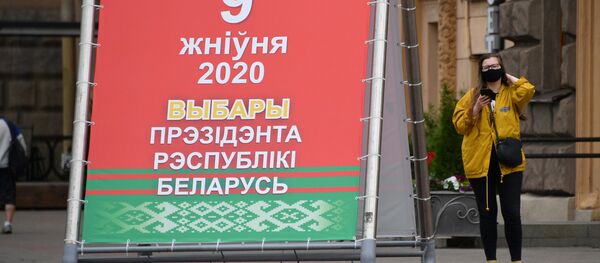 9
жніўня
2020
ВЫБАРЫ
ПРЭЗІДЭНТА
РЭСПУБЛІКІ
БЕЛАРУСЬ